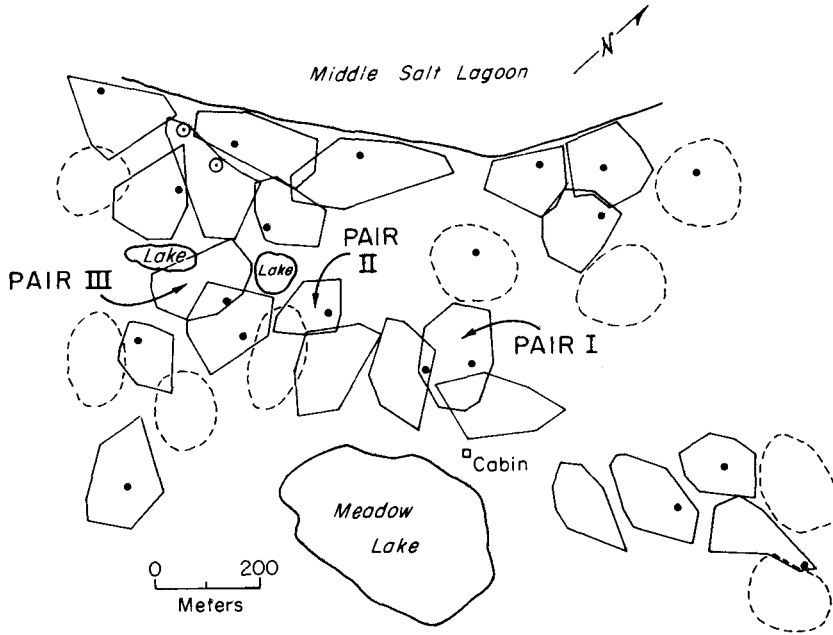 N
Middle Salt Lagoon
Lake
PAIR
II
Lake
PAIR III
PAIR I
Cabin
Meadow
Lake
0 200
Meters